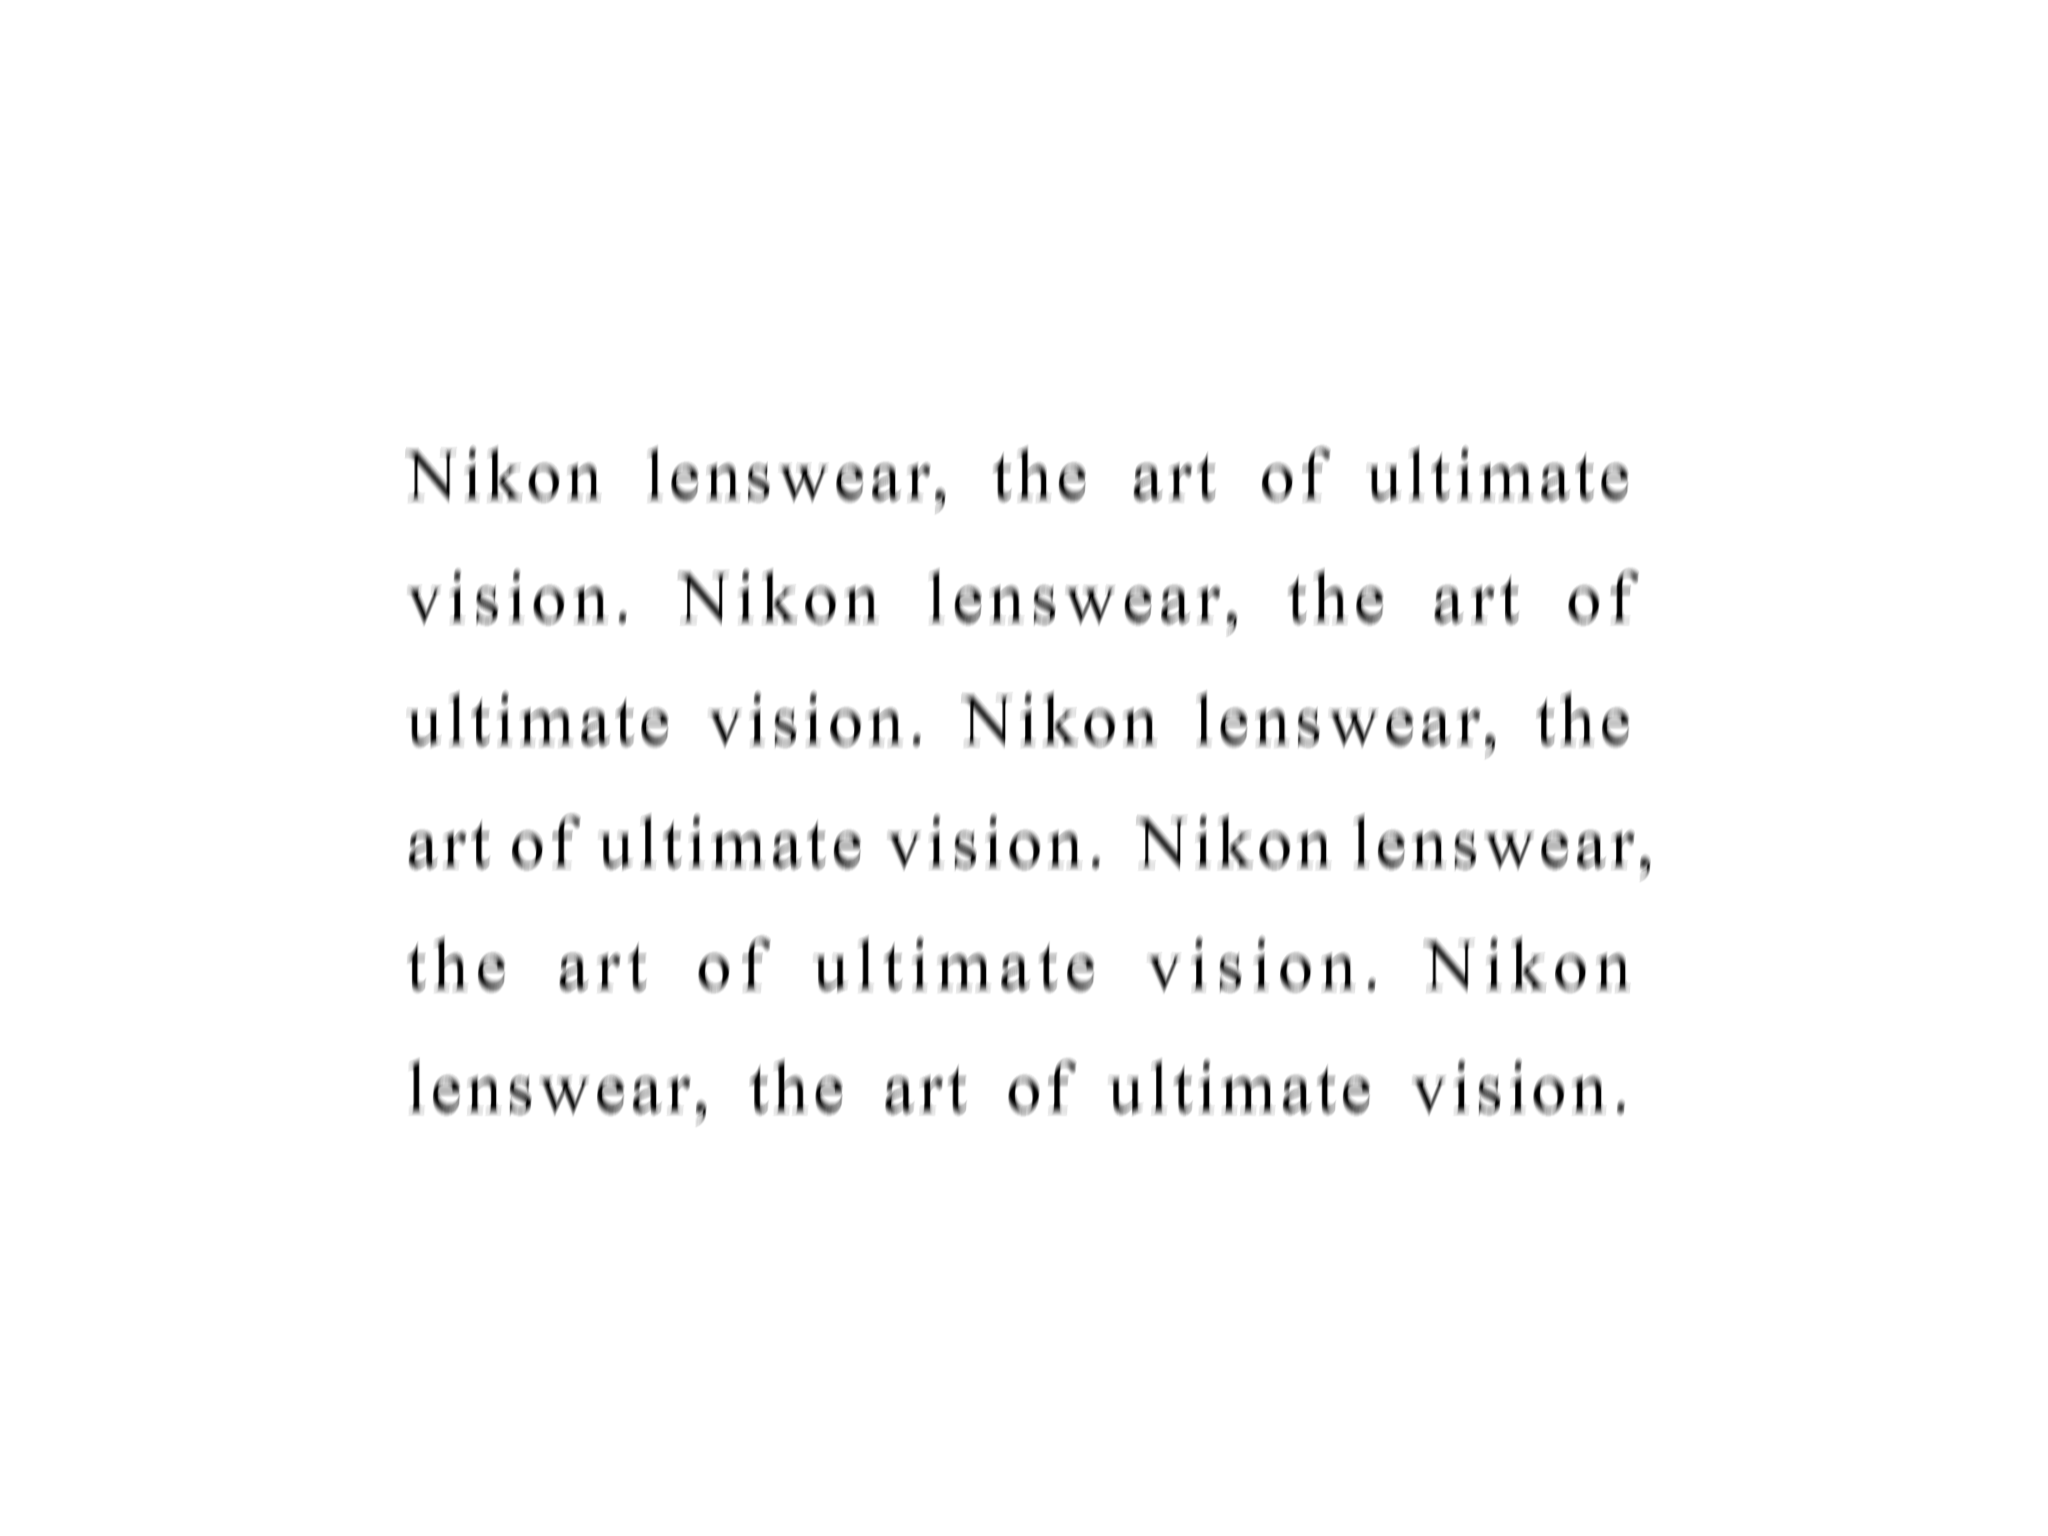 Nikon lenswear, the art of ultimate
vision. Nikon lenswear, the art of
ultimate vision. Nikon lenswear, the
art of ultimate vision. Nikon lenswear,
the art of ultimate vision. Nikon
lenswear, the art of ultimate vision.